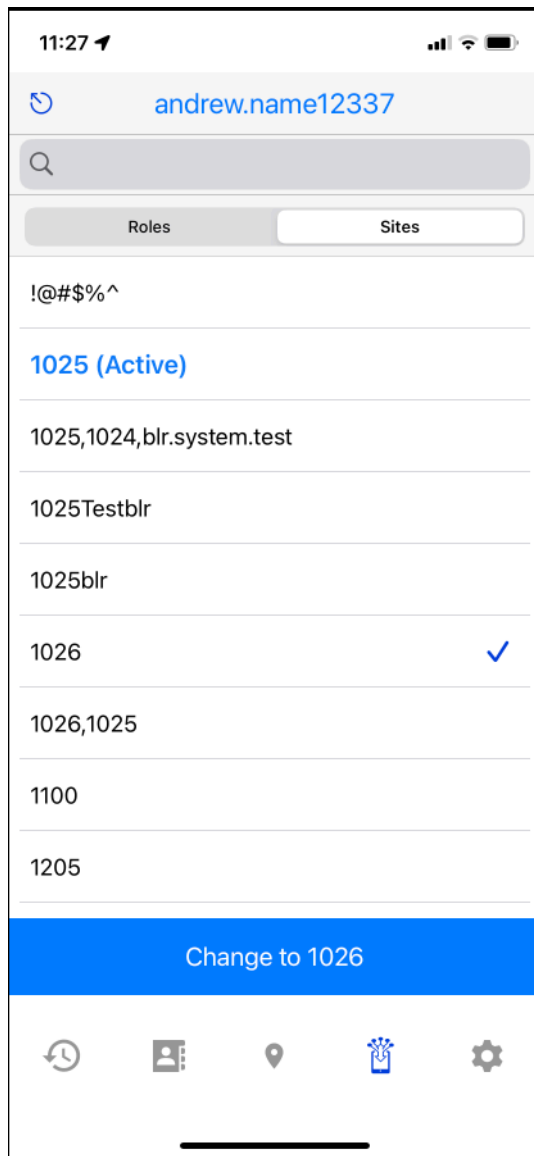 11:27
andrew.name12337
Roles
Sites
!@#$%^
1025 (Active)
1025,1024,blr.system.test
1025Testblr
1025blr
1026
1026,1025
1100
1205
Change to 1026